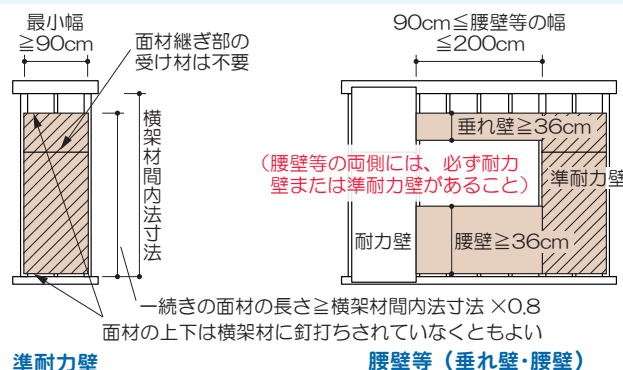 最小幅
≧90cm
面材継ぎ部の
受け材は不要
横架材間内法寸法
一続きの面材の長さ≧横架材間内法寸法 ×0.8
面材の上下は横架材に釘打ちされていなくともよい
準耐力壁
90cm≦腰壁等の幅
≦200cm
垂れ壁≧36cm
（腰壁等の両側には、必ず耐力
壁または準耐力壁があること）
準耐力壁
耐力壁
腰壁≧36cm
腰壁等（垂れ壁・腰壁）